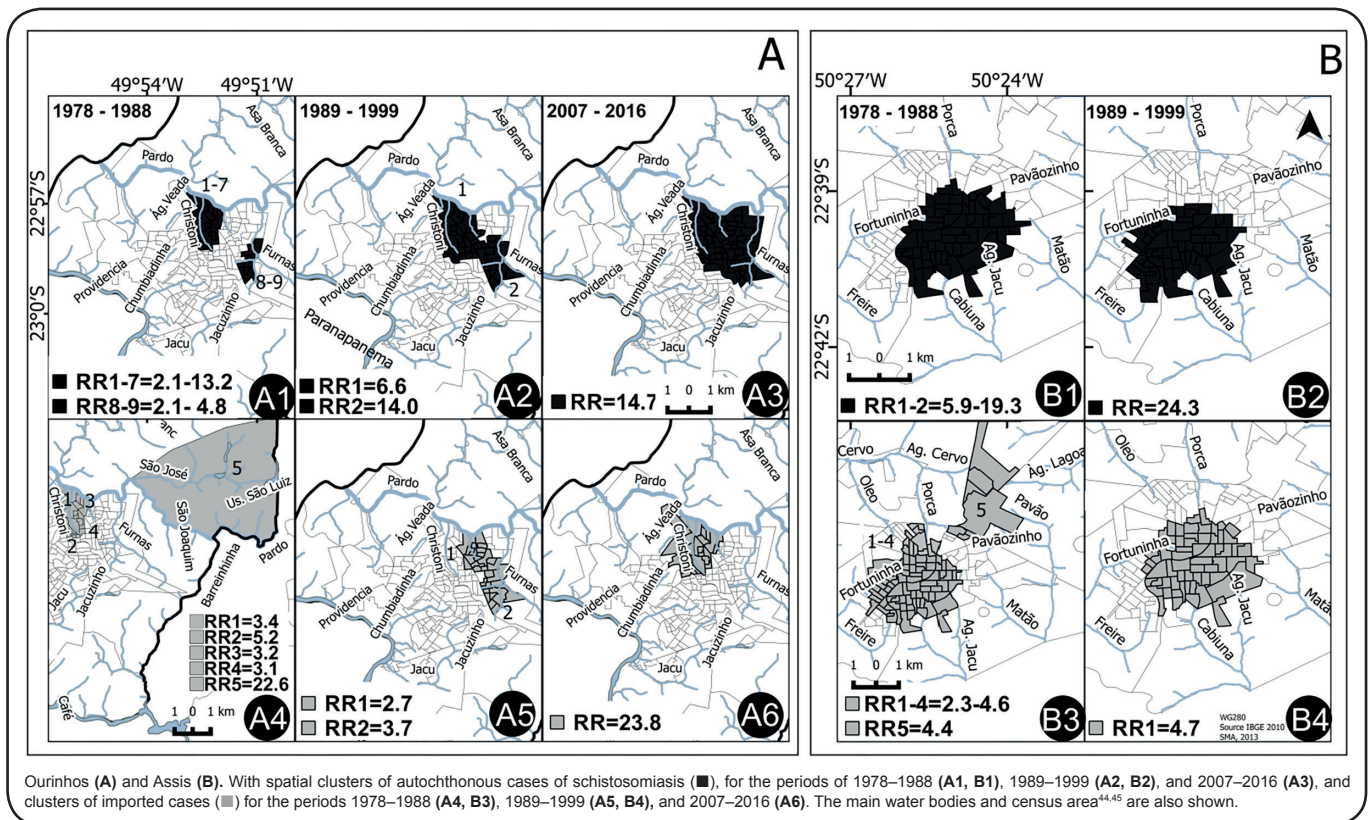 A
49°54′W
49°51′W
22°57′S
23°00′S
1978 - 1988
Pardo
Asa Branca
1-7
Àg.Veada
Christoni
Furnas
8-9
Providencia
Chumbiadinha
Jacuzinho
Jacu
RR1-7=2.1-13.2
RR8-9=2.1- 4.8
A1
1989 - 1999
Pardo
Asa Branca
1
Àg.Veada
Christoni
Furnas
2
Providencia
Chumbiadinha
Paranapanema
Jacuzinho
Jacu
RR1=6.6
RR2=14.0
A2
2007 - 2016
Pardo
Asa Branca
Àg.Veada
Christoni
Furnas
Providencia
Chumbiadinha
Jacuzinho
Jacu
RR=14.7
1 0 1 km
A3
anc
São José
5
Us. São Luiz
Christoni
1
3
4
2
Furnas
São Joaquim
Barreirinha
Pardo
Jacu
Jacuzinho
RR1=3.4
RR2=5.2
RR3=3.2
RR4=3.1
RR5=22.6
Café
1 0 1 km
A4
Pardo
Asa Branca
Àg.Veada
Christoni
1
Furnas
2
Providencia
Chumbiadinha
Jacuzinho
Jacu
RR1=2.7
RR2=3.7
A5
Pardo
Asa Branca
Àg.Veada
Christoni
Furnas
Providencia
Chumbiadinha
Jacuzinho
Jacu
RR=23.8
A6
B
50°27′W
50°24′W
22°39′S
22°42′S
1978 - 1988
Porca
Pavãozinho
Fortuninha
Matão
Ag. Jacu
Freire
Cabiuna
1 0 1 km
RR1-2=5.9-19.3
B1
1989 - 1999
Porca
Pavãozinho
Fortuninha
Matão
Ag. Jacu
Freire
Cabiuna
RR=24.3
B2
Cervo
Ag. Cervo
Àg. Lagoa
Oleo
Porca
5
Pavão
Pavãozinho
1-4
Fortuninha
Matão
Freire
Ag. Jacu
1 0 1 km
RR1-4=2.3-4.6
RR5=4.4
B3
Oleo
Porca
Pavãozinho
Fortuninha
Matão
Ag. Jacu
Freire
Cabiuna
RR1=4.7
WG280
Source IBGE 2010
SMA, 2013
B4
Ourinhos (A) and Assis (B). With spatial clusters of autochthonous cases of schistosomiasis (■), for the periods of 1978–1988 (A1, B1), 1989–1999 (A2, B2), and 2007–2016 (A3), and
clusters of imported cases (■) for the periods 1978–1988 (A4, B3), 1989–1999 (A5, B4), and 2007–2016 (A6). The main water bodies and census area44,45 are also shown.